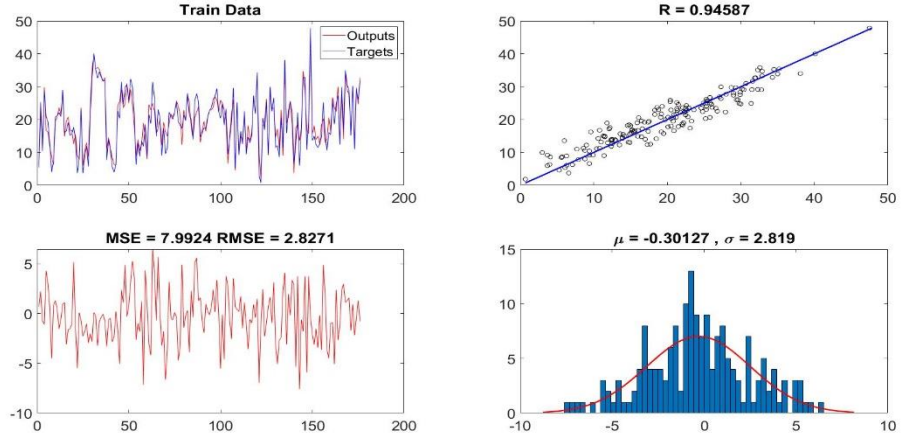 Train Data
50
40
30
20
10
0
0 50 100 150 200
Outputs
Targets
R = 0.94587
50
40
30
20
10
0
0 10 20 30 40 50
MSE = 7.9924 RMSE = 2.8271
5
0
-5
-10
0 50 100 150 200
μ = -0.30127 , σ = 2.819
15
10
5
0
-10 -5 0 5 10